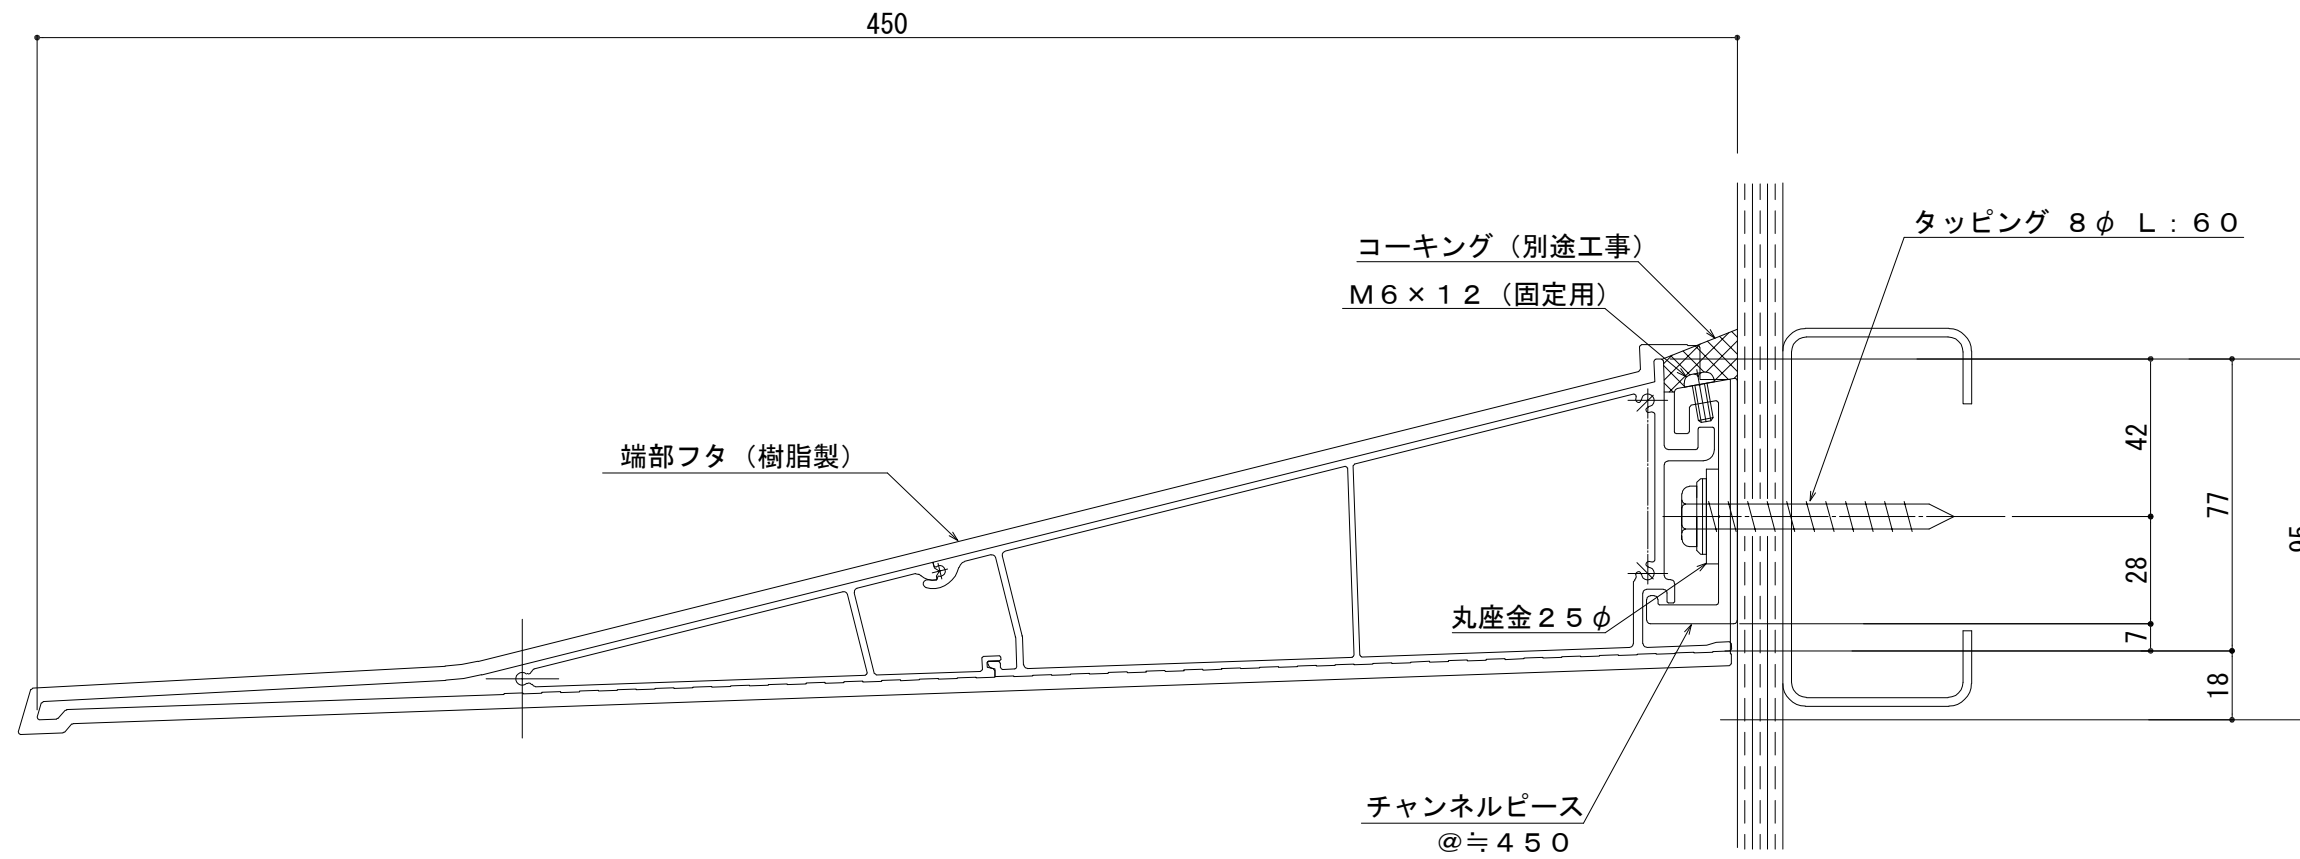 450
タッピング 8φ L:60
コーキング(別途工事)
M6×12(固定用)
端部フタ(樹脂製)
42
77
95
28
丸座金25φ
7
18
チャンネルピース
@≒450